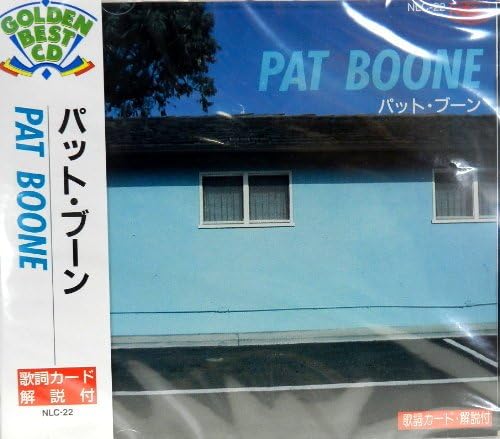 GOLDEN
BEST
CD
パット・ブーン
PAT BOONE
歌詞カード
解説付
NLC-22
NLC-22
PAT BOONE
パット・ブーン
歌詞カード・解説付